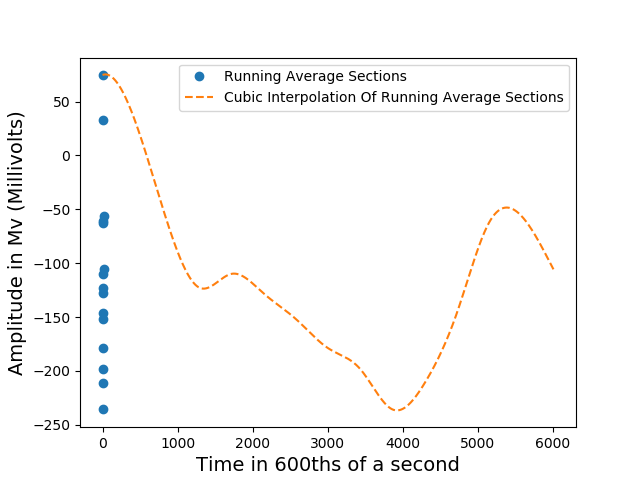 Running Average Sections
Cubic Interpolation Of Running Average Sections
50
0
−50
−100
−150
−200
−250
Amplitude in Mv (Millivolts)
0 1000 2000 3000 4000 5000 6000
Time in 600ths of a second